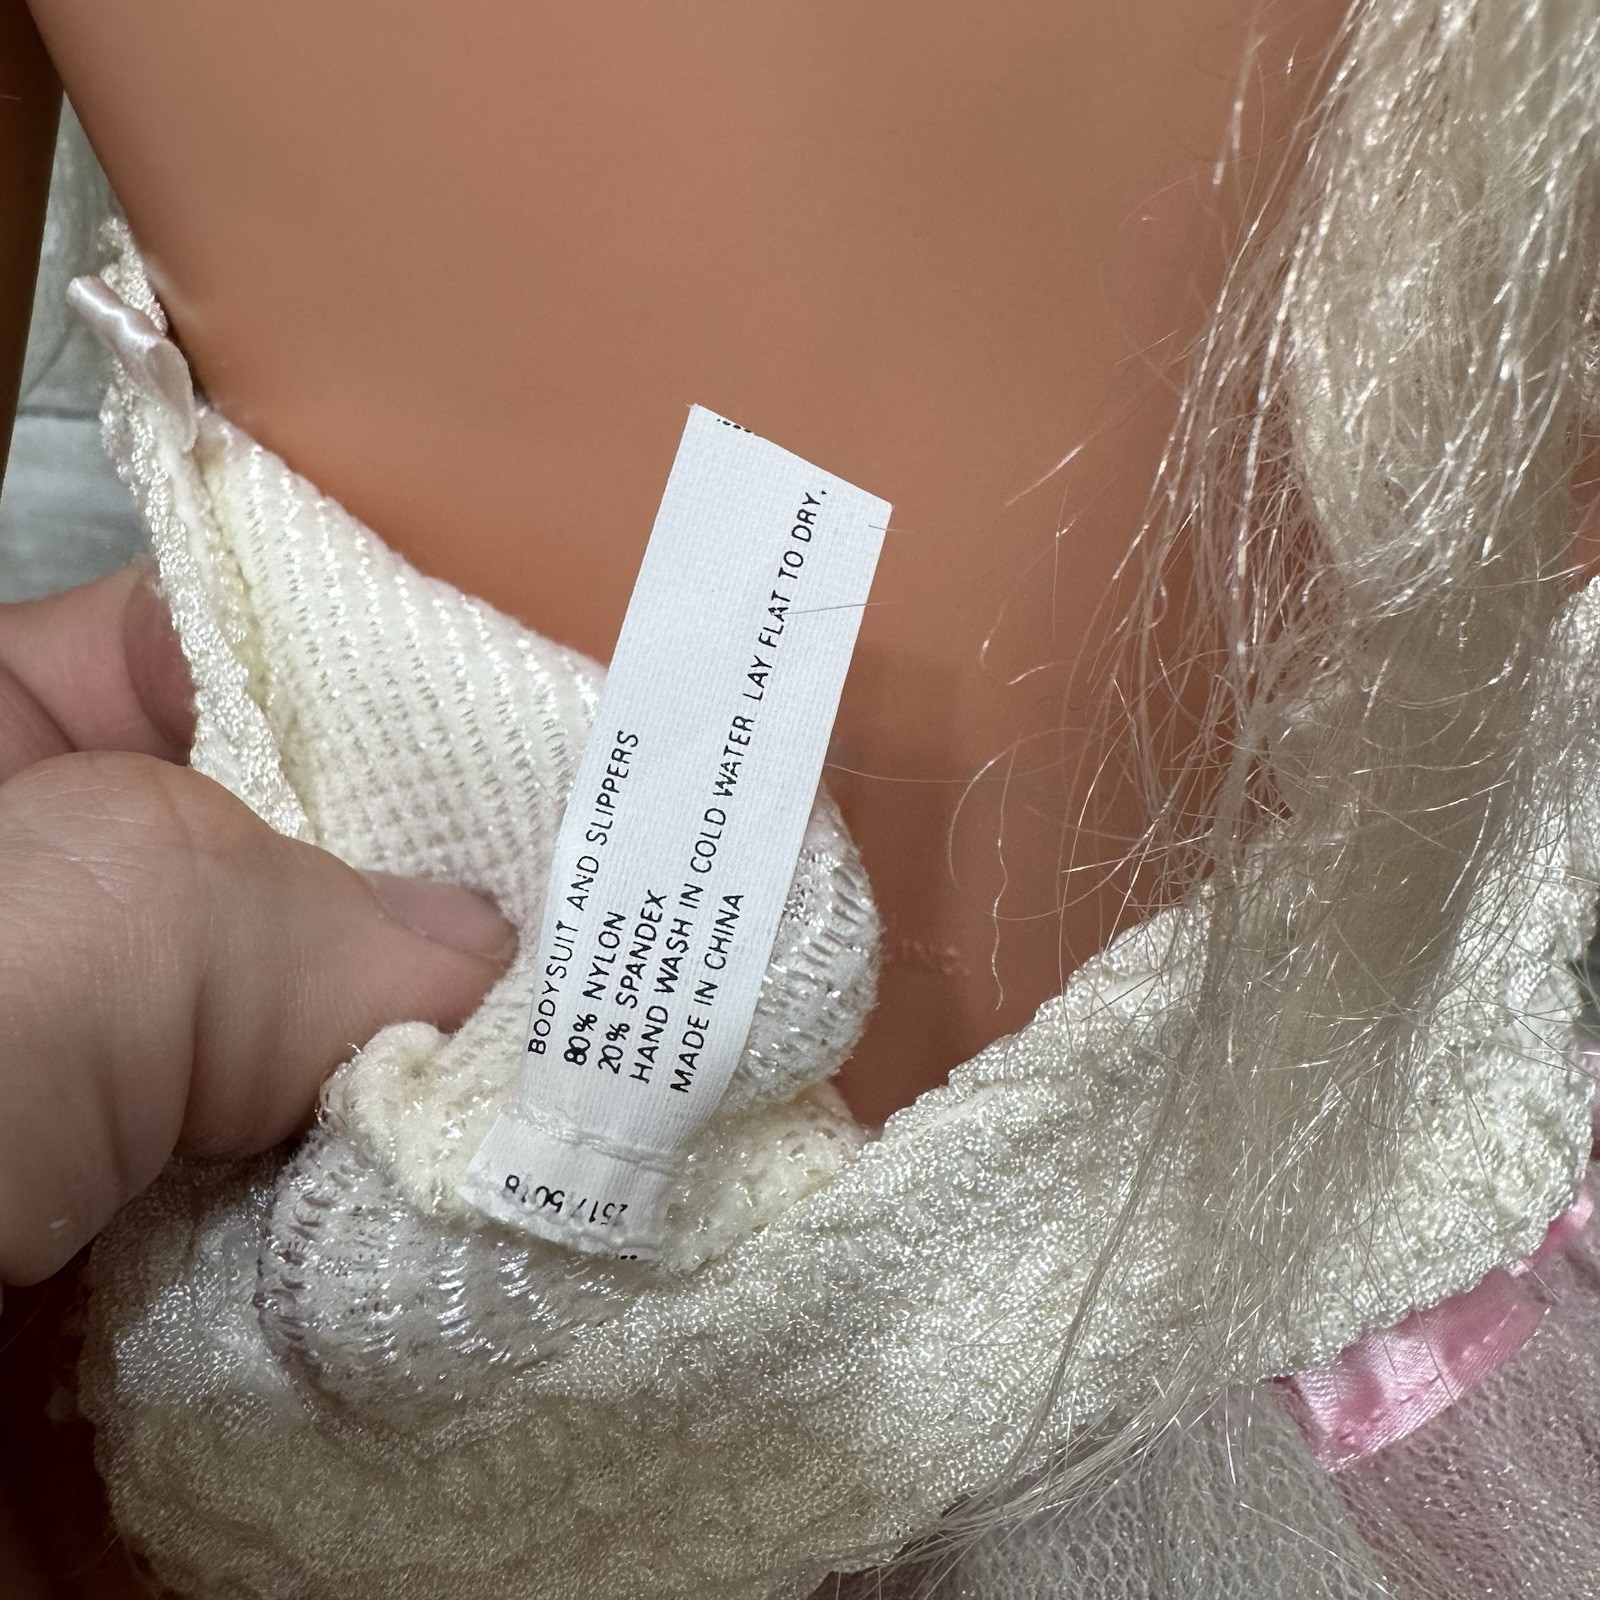 BODYSUIT AND SLIPPERS
80% NYLON
20% SPANDEX
HAND WASH IN COLD WATER LAY FLAT TO DRY.
MADE IN CHINA